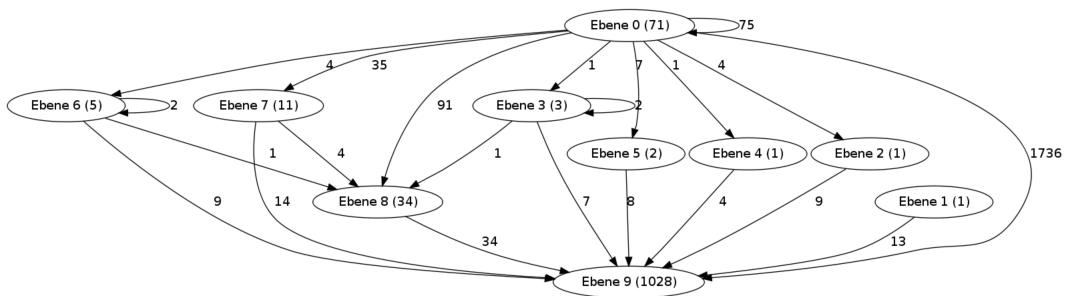 Ebene 0 (71)
75
4
35
91
1
7
1
4
Ebene 6 (5)
2
Ebene 7 (11)
Ebene 3 (3)
2
Ebene 5 (2)
Ebene 4 (1)
Ebene 2 (1)
1736
1
4
1
Ebene 8 (34)
Ebene 1 (1)
9
14
7
8
4
9
34
13
Ebene 9 (1028)